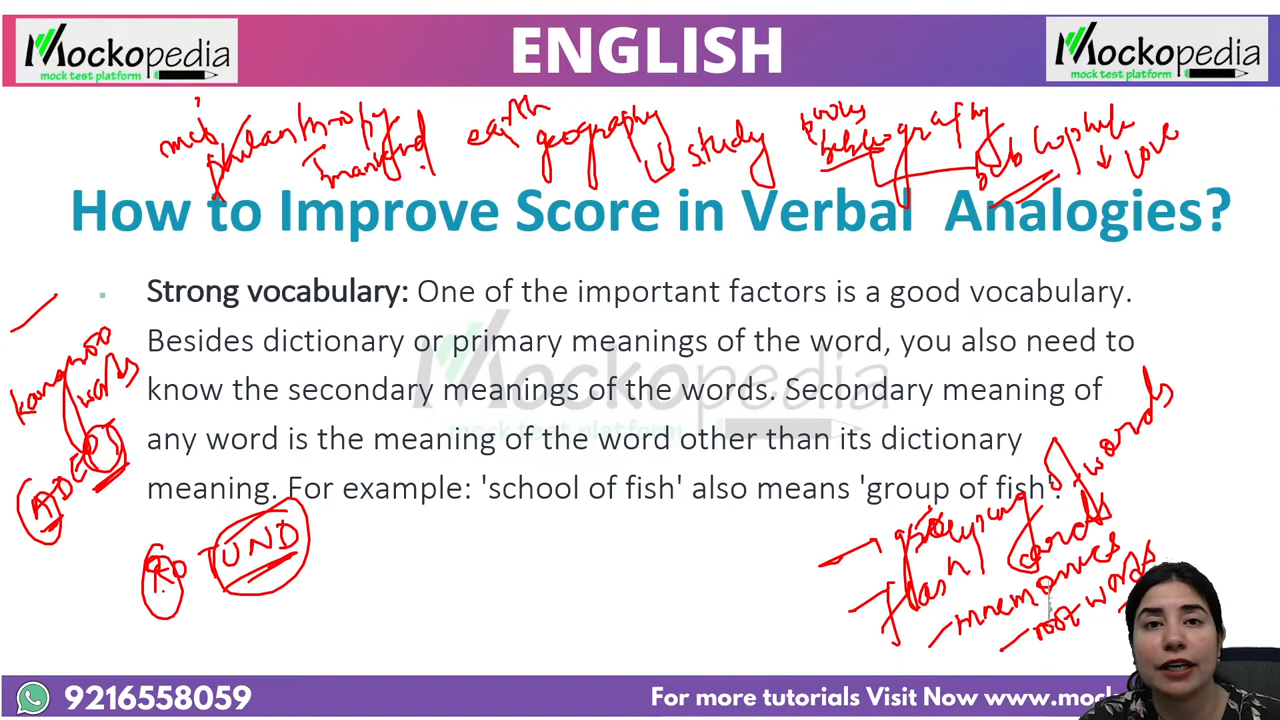 Mockopedia
mock test platform
ENGLISH
Mockopedia
mock test platform
philanthropy
mankind
earth
geography
study
books
love
How to Improve Score in Verbal Analogies?
Strong vocabulary: One of the important factors is a good vocabulary.
Besides dictionary or primary meanings of the word, you also need to
know the secondary meanings of the words. Secondary meaning of
any word is the meaning of the word other than its dictionary
meaning. For example: 'school of fish' also means 'group of fish'.
kangaroo
words
ROTUND
grouping of words
flash cards
mnemonics
root words
9216558059
For more tutorials Visit Now www.mock